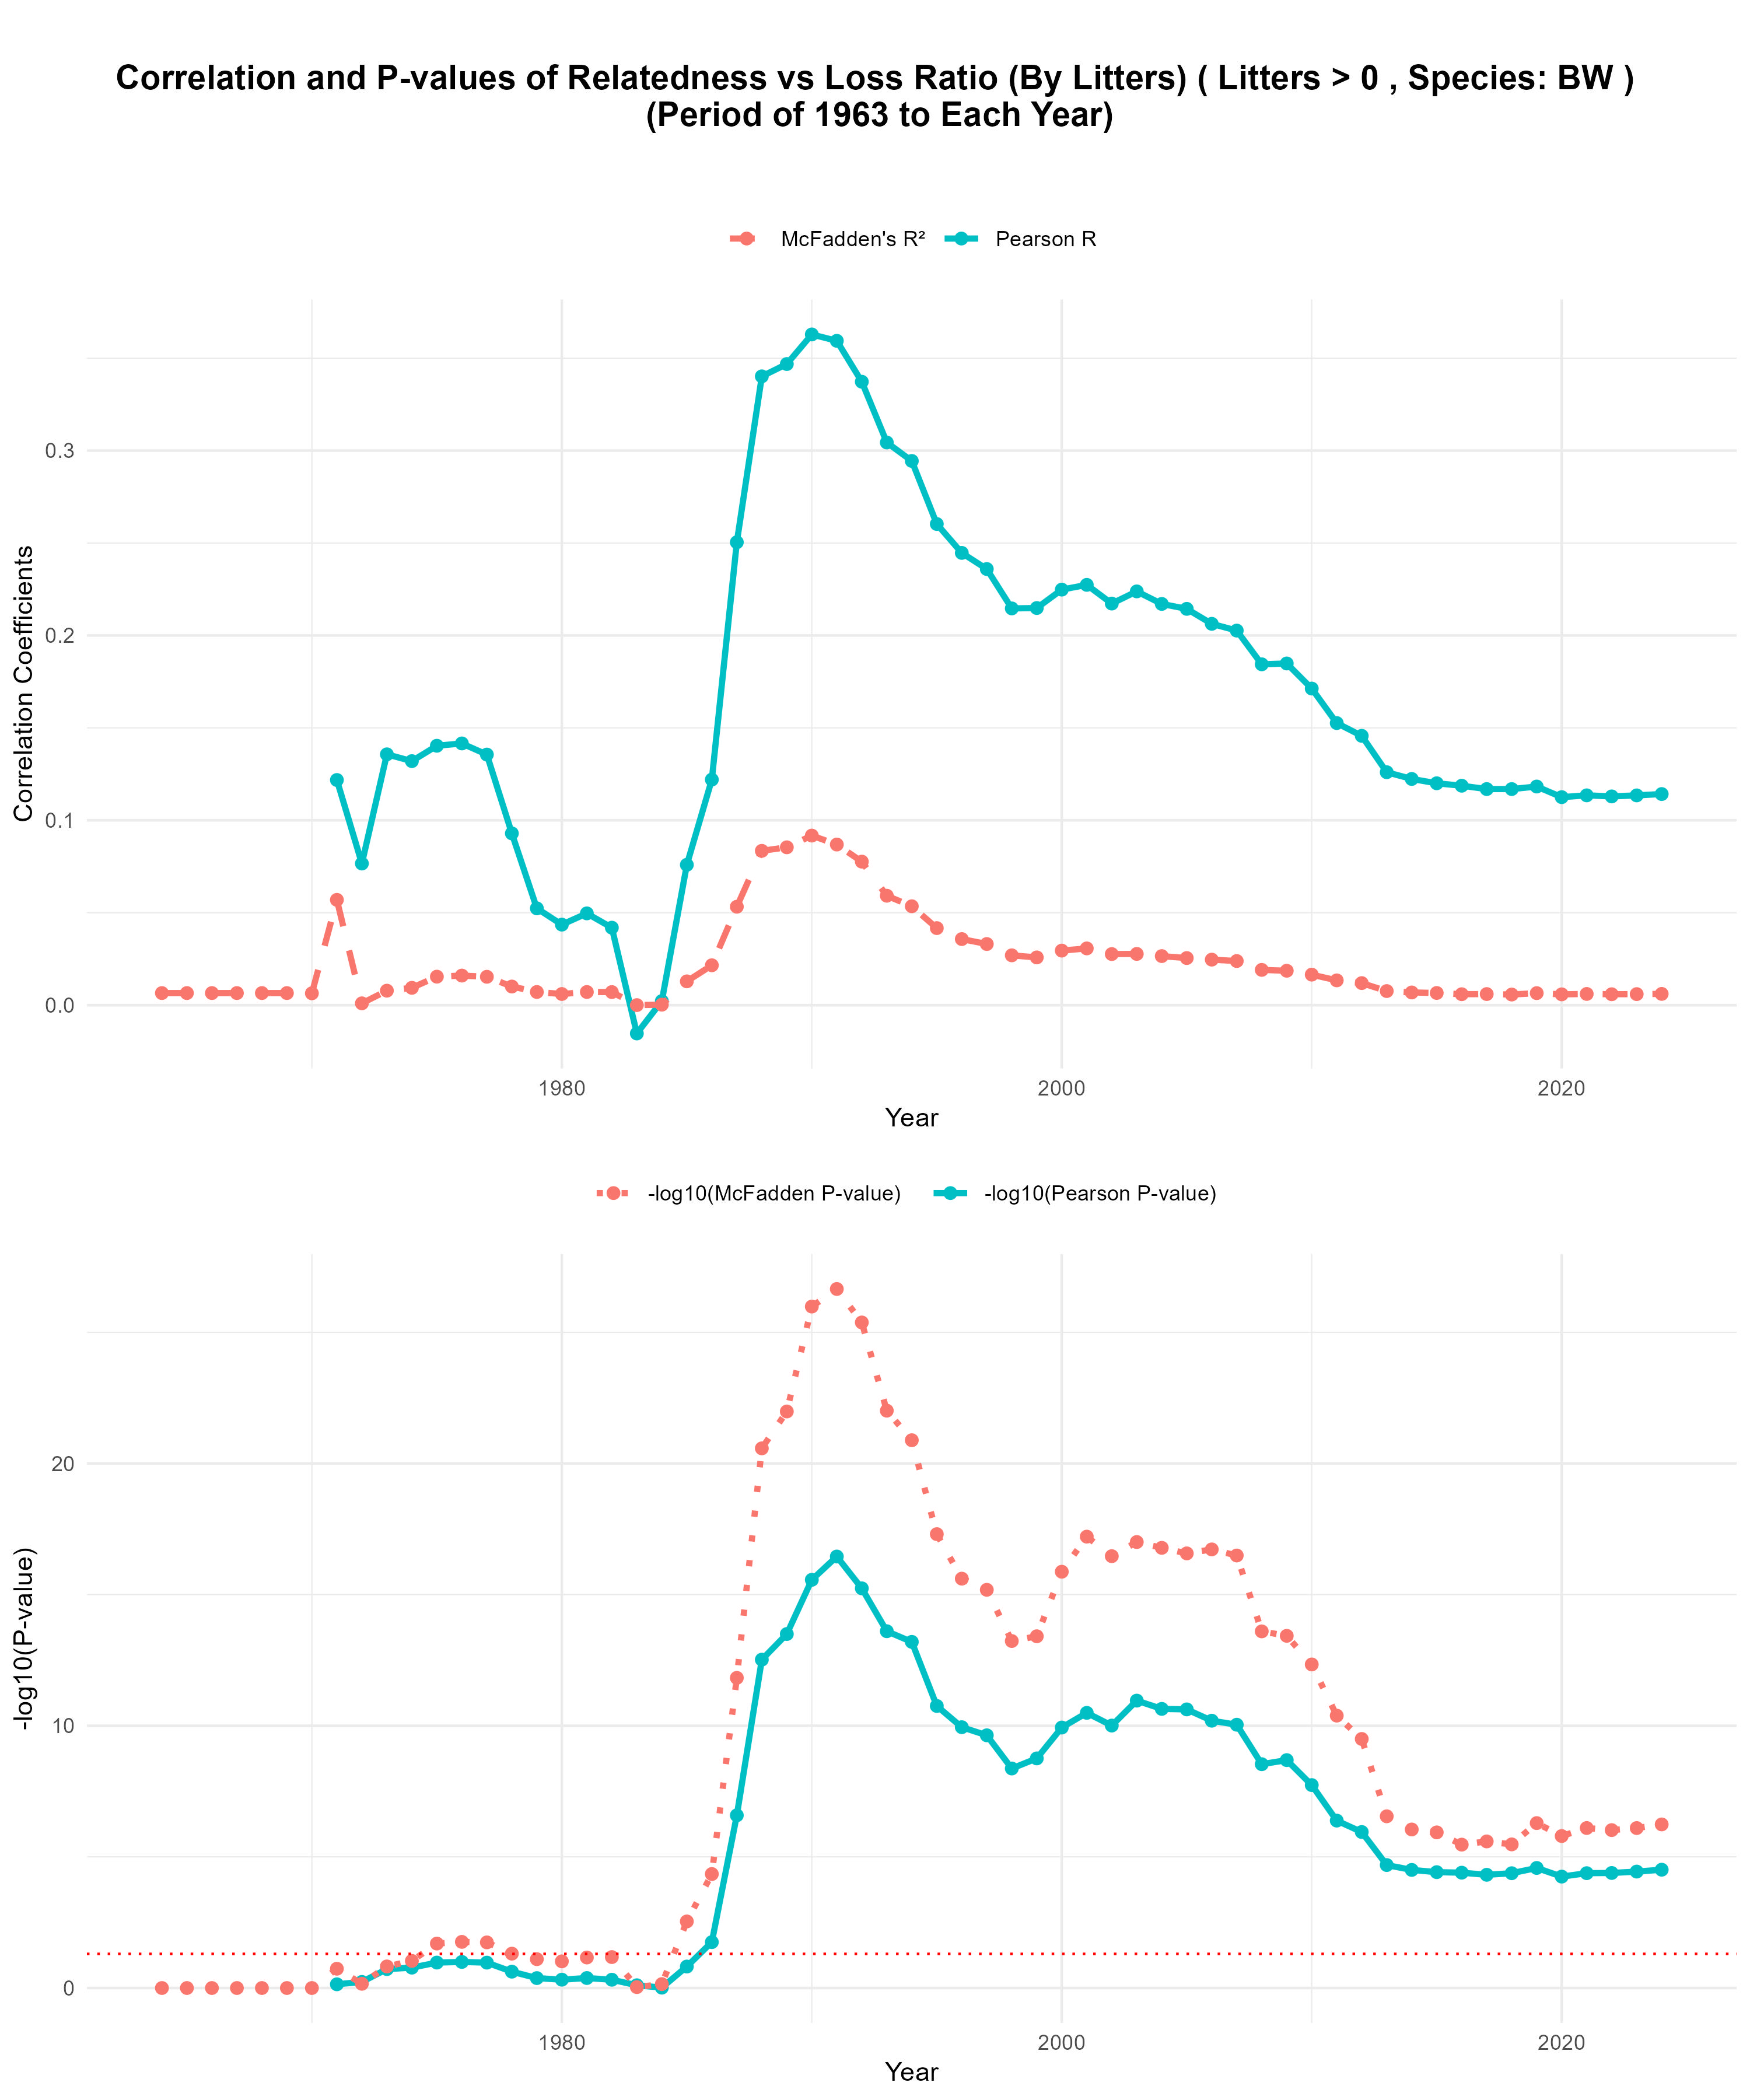 Correlation and P-values of Relatedness vs Loss Ratio (By Litters) ( Litters > 0 , Species: BW )
(Period of 1963 to Each Year)
McFadden's R² Pearson R
Correlation Coefficients
0.3
0.2
0.1
0.0
1980 2000 2020
Year
-log10(McFadden P-value) -log10(Pearson P-value)
-log10(P-value)
20
10
0
1980 2000 2020
Year